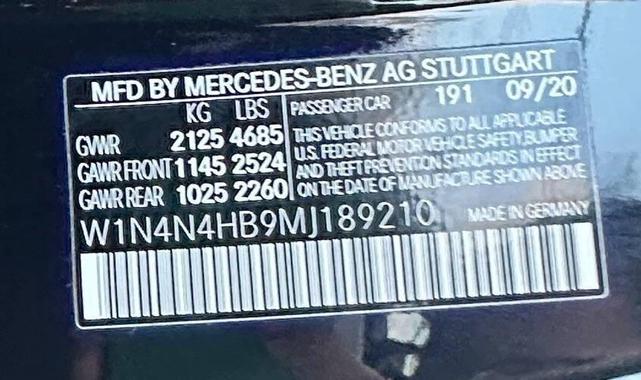 MFD BY MERCEDES-BENZ AG STUTTGART
KG LBS
GVWR 2125 4685
GAWR FRONT 1145 2524
GAWR REAR 1025 2260
PASSENGER CAR 191 09/20
THIS VEHICLE CONFORMS TO ALL APPLICABLE
U.S. FEDERAL MOTOR VEHICLE SAFETY,BUMPER
AND THEFT PREVENTION STANDARDS IN EFFECT
ON THE DATE OF MANUFACTURE SHOWN ABOVE
W1N4N4HB9MJ189210 MADE IN GERMANY